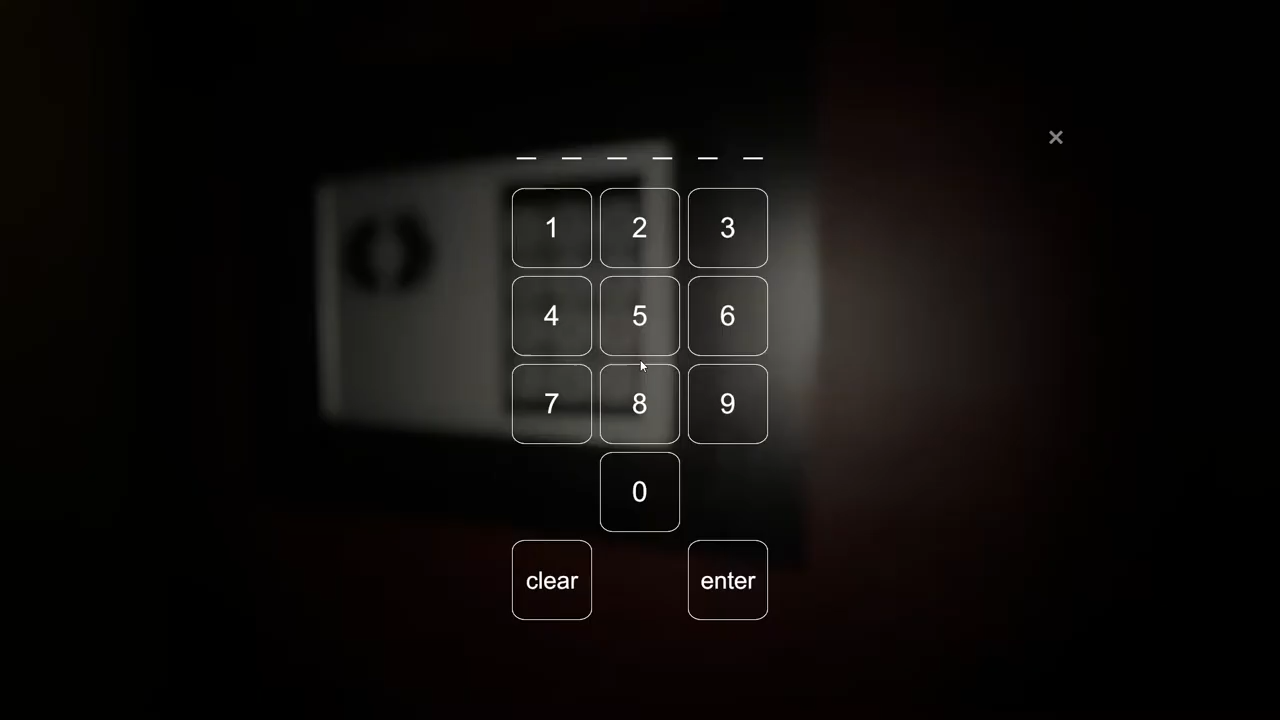 _ _ _ _ _ _
1 2 3
4 5 6
7 8 9
0
clear enter